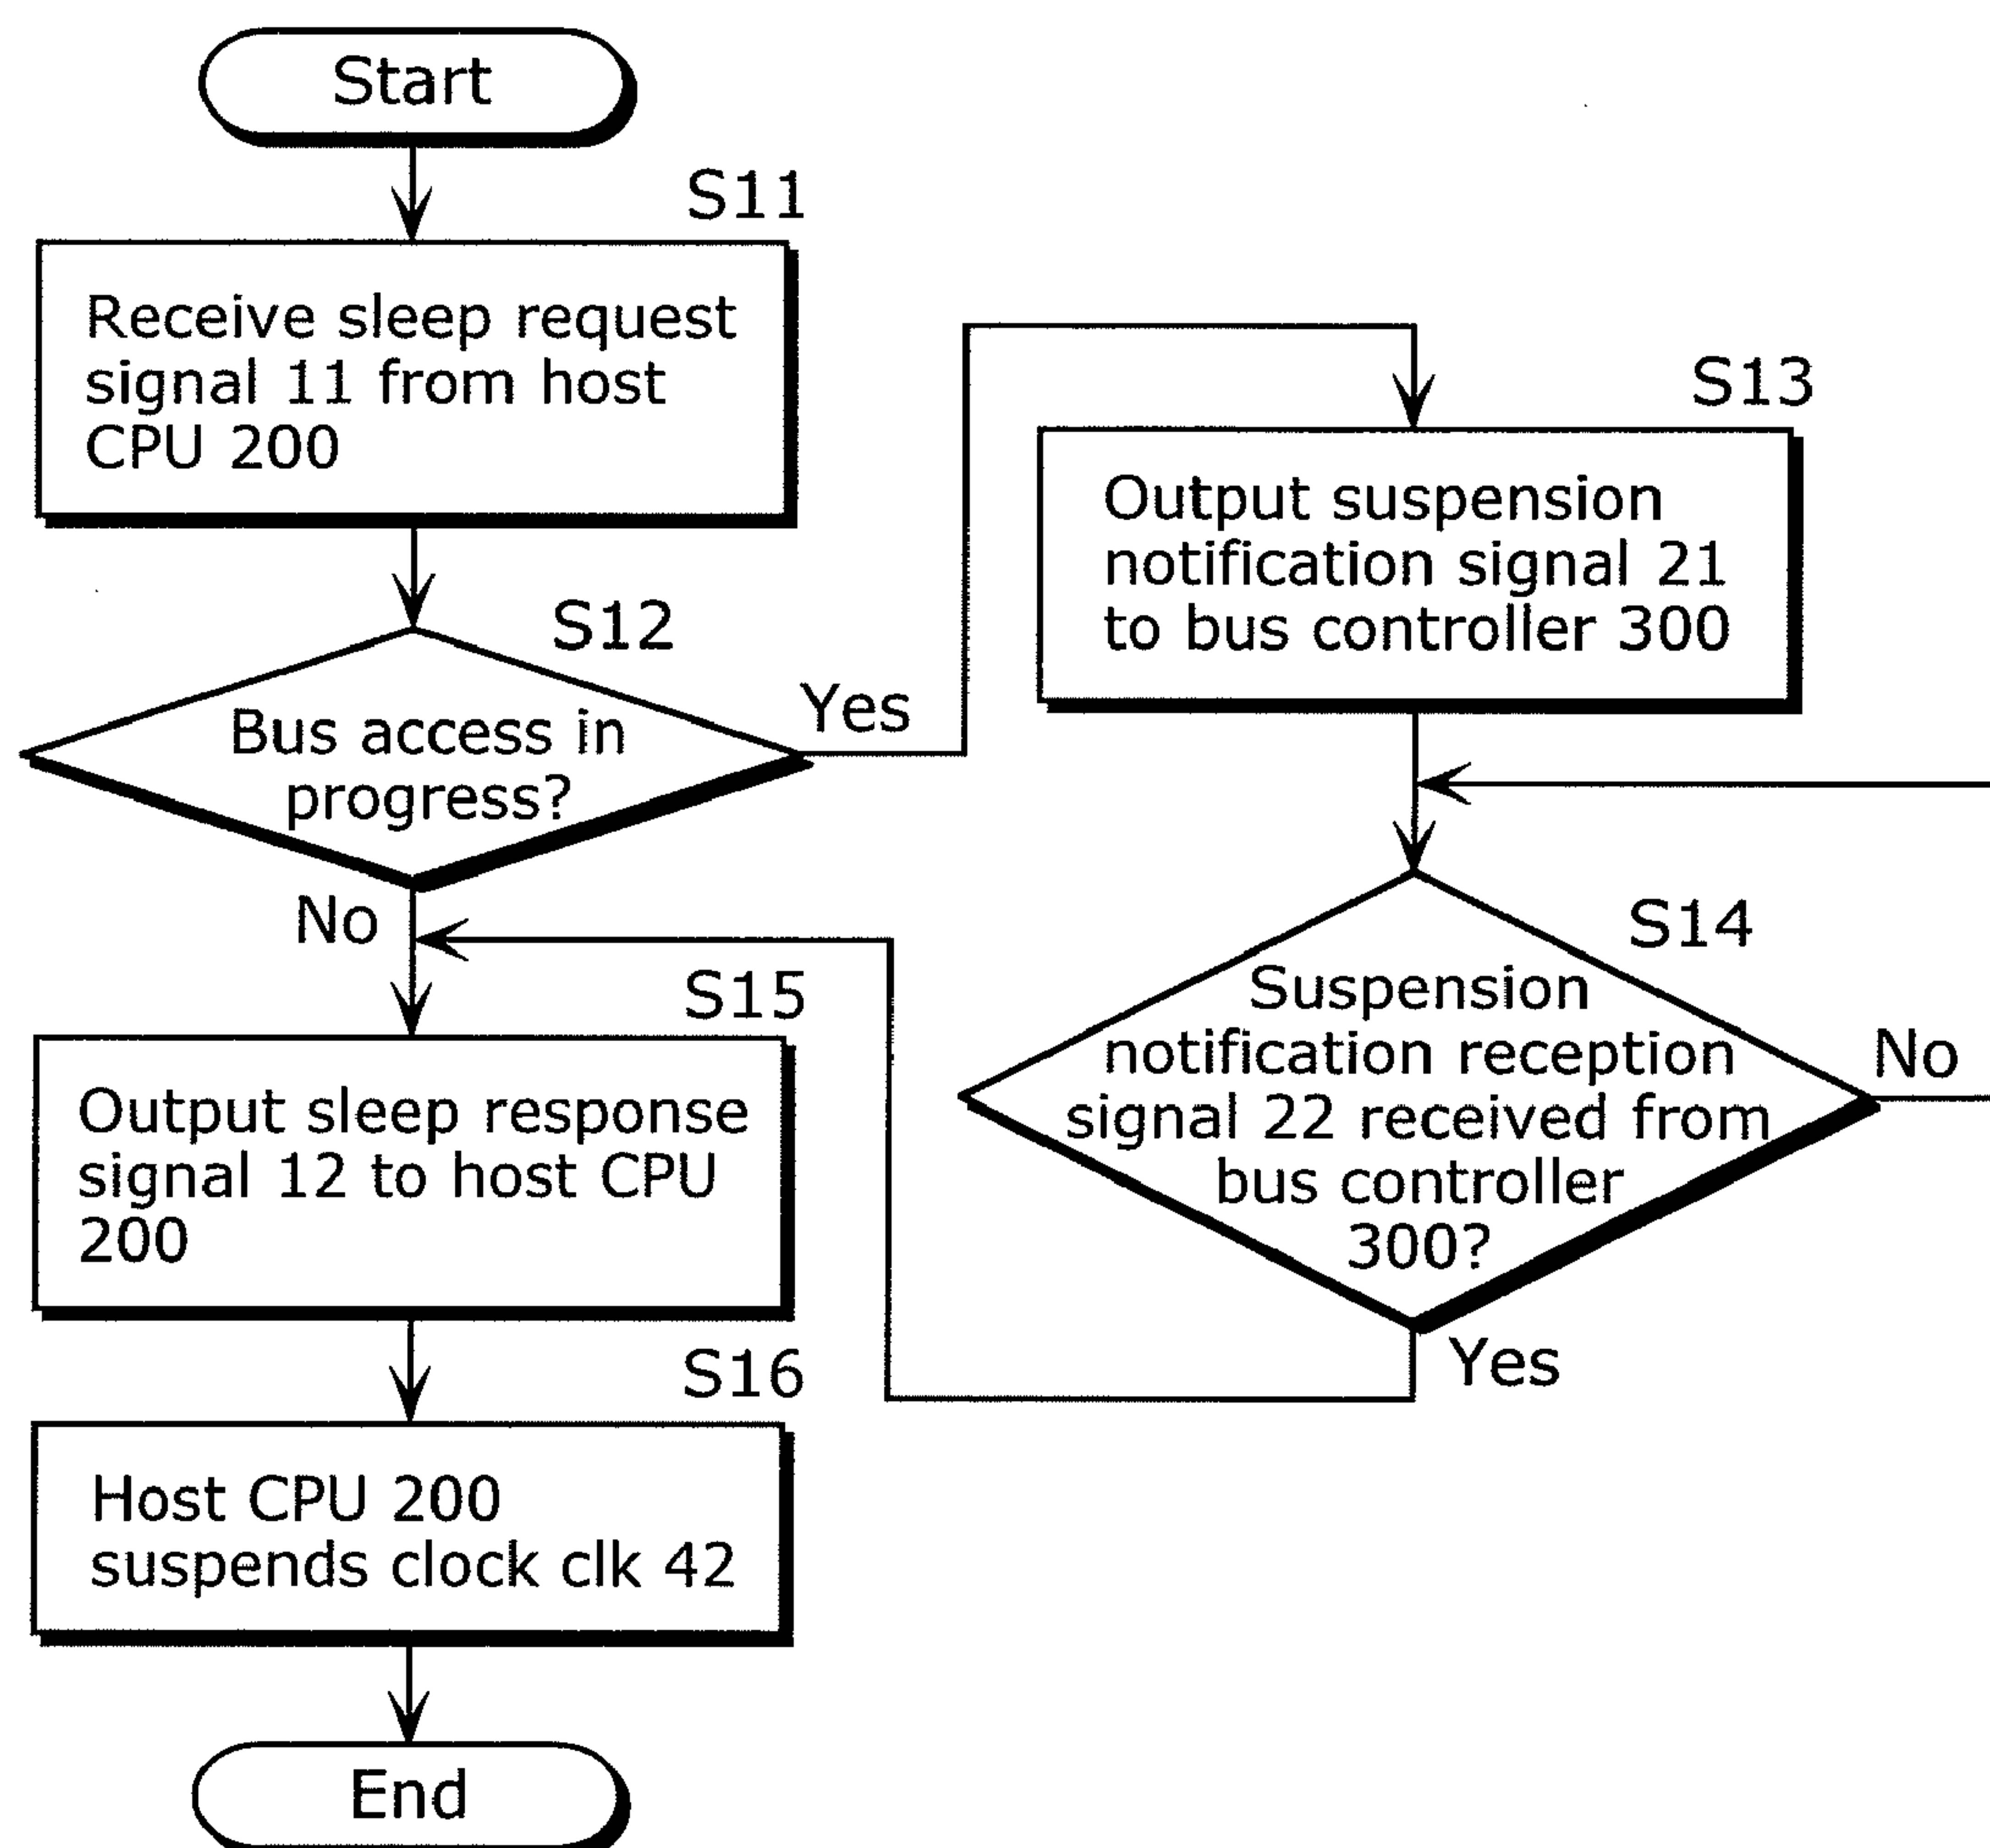 Start
S11
Receive sleep request
signal 11 from host
CPU 200
S12
Bus access in
progress?
Yes
No
S13
Output suspension
notification signal 21
to bus controller 300
S14
Suspension
notification reception
signal 22 received from
bus controller
300?
No
Yes
S15
Output sleep response
signal 12 to host CPU
200
S16
Host CPU 200
suspends clock clk 42
End